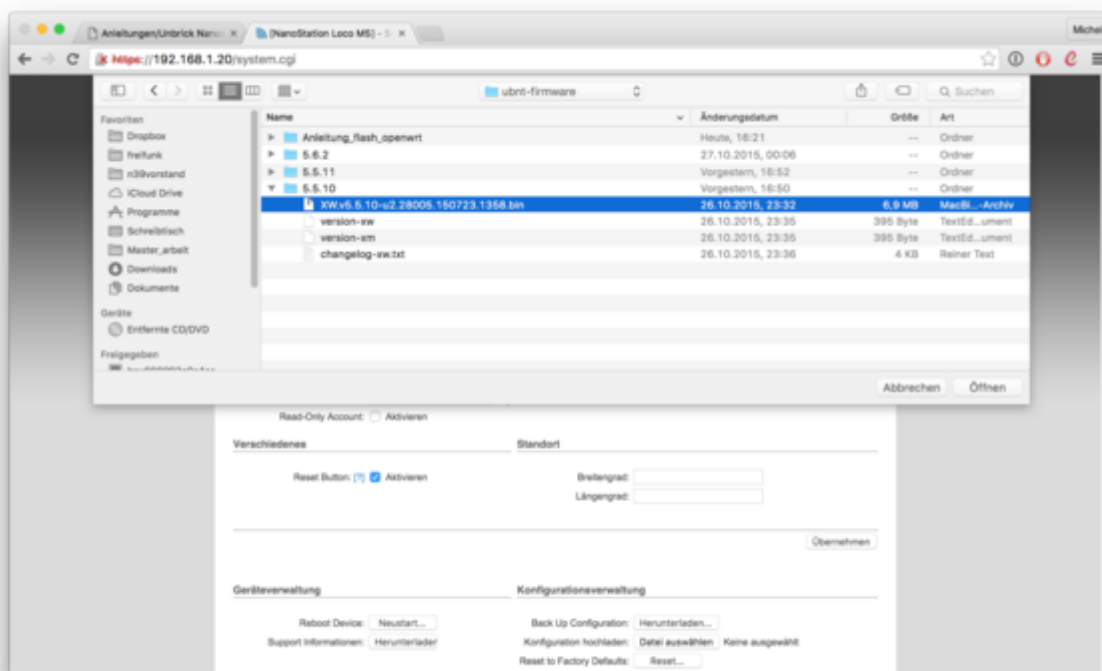 Anleitungen/Unbrick Nano
[NanoStation Loco M5] - S
Michel
https://192.168.1.20/system.cgi
ubnt-firmware
Suchen
Favoriten
Dropbox
freifunk
n39vorstand
iCloud Drive
Programme
Schreibtisch
Master_arbeit
Downloads
Dokumente
Geräte
Entfernte CD/DVD
Freigegeben
Name Änderungsdatum Größe Art
Anleitung_flash_openwrt Heute, 16:21 -- Ordner
5.6.2 27.10.2015, 00:06 -- Ordner
5.5.11 Vorgestern, 16:52 -- Ordner
5.5.10 Vorgestern, 16:50 -- Ordner
XW.v5.5.10-u2.28005.150723.1358.bin 26.10.2015, 23:32 6,9 MB MacBi...-Archiv
version-xw 26.10.2015, 23:35 395 Byte TextEd...ument
version-xm 26.10.2015, 23:35 395 Byte TextEd...ument
changelog-xw.txt 26.10.2015, 23:36 4 KB Reiner Text
Abbrechen Öffnen
Read-Only Account: Aktivieren
Verschiedenes
Reset Button: [?] Aktivieren
Standort
Breitengrad:
Längengrad:
Übernehmen
Geräteverwaltung
Reboot Device: Neustart...
Support Informationen: Herunterladen
Konfigurationsverwaltung
Back Up Configuration: Herunterladen...
Konfiguration hochladen: Datei auswählen Keine ausgewählt
Reset to Factory Defaults: Reset...